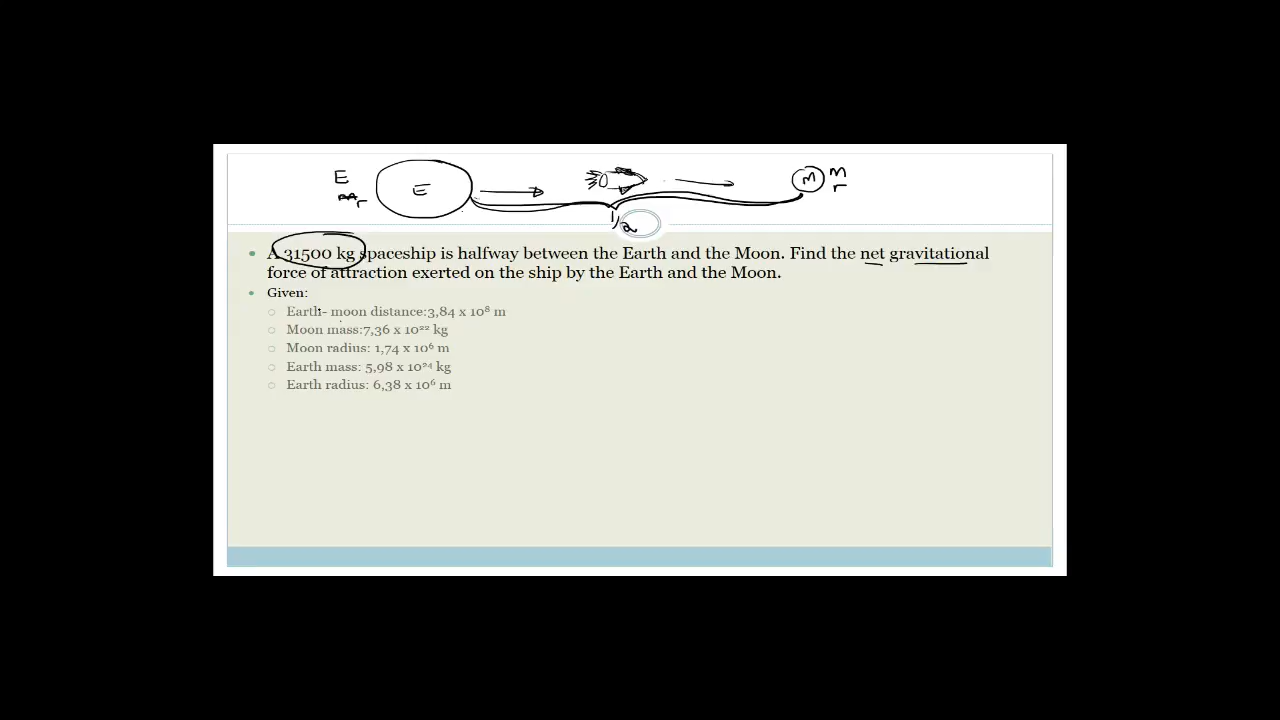 E E M m
r r
1/2
A 31500 kg spaceship is halfway between the Earth and the Moon. Find the net gravitational
force of attraction exerted on the ship by the Earth and the Moon.
Given:
Earth- moon distance:3,84 x 10⁸ m
Moon mass:7,36 x 10²² kg
Moon radius: 1,74 x 10⁶ m
Earth mass: 5,98 x 10²⁴ kg
Earth radius: 6,38 x 10⁶ m